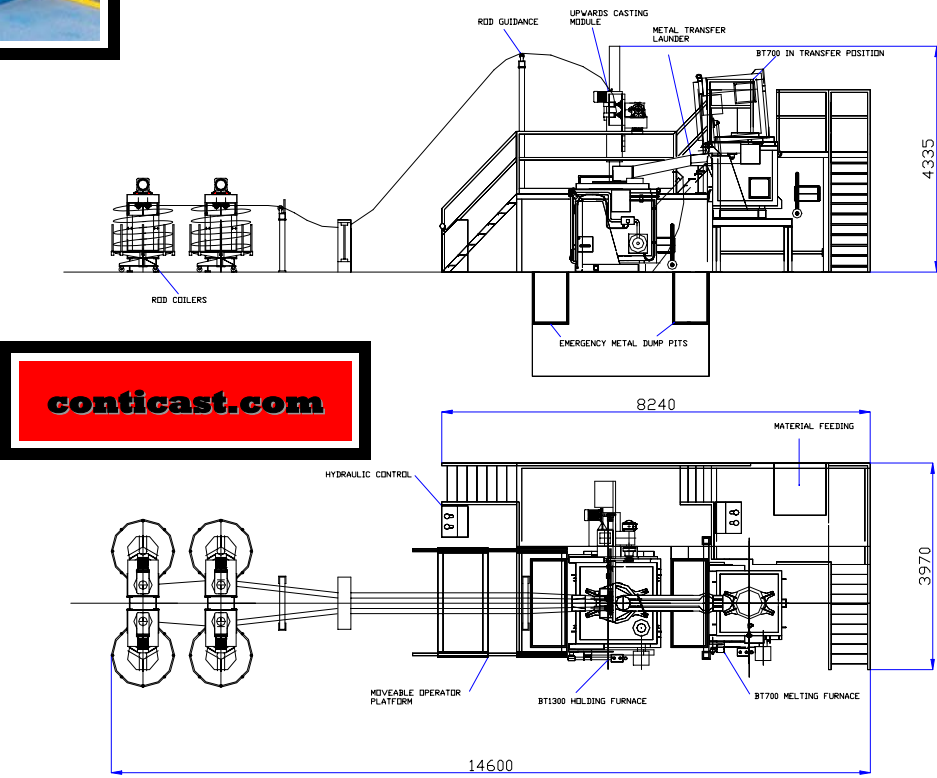 ROD GUIDANCE
UPWARDS CASTING
MODULE
METAL TRANSFER
LAUNDER
BT700 IN TRANSFER POSITION
4335
ROD COILERS
EMERGENCY METAL DUMP PITS
conticast.com
8240
MATERIAL FEEDING
HYDRAULIC CONTROL
3970
MOVEABLE OPERATOR
PLATFORM
BT1300 HOLDING FURNACE
BT700 MELTING FURNACE
14600